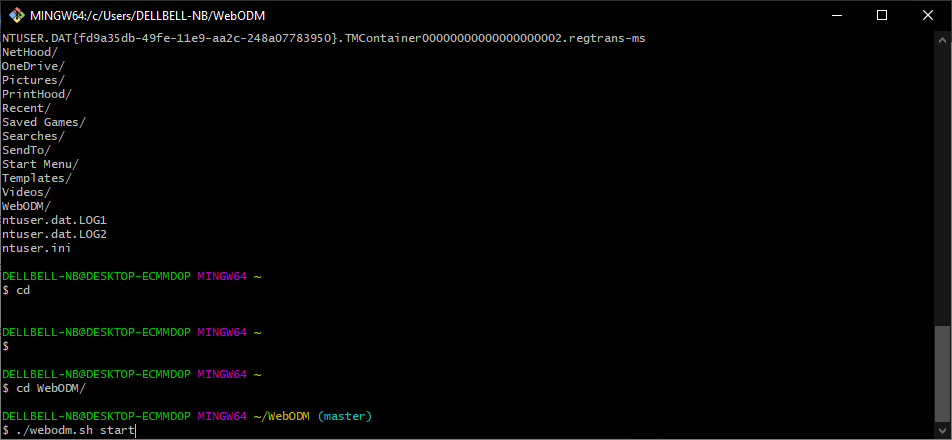 MINGW64:/c/Users/DELLBELL-NB/WebODM
NTUSER.DAT{fd9a35db-49fe-11e9-aa2c-248a07783950}.TMContainer00000000000000000002.regtrans-ms
NetHood/
OneDrive/
Pictures/
PrintHood/
Recent/
Saved Games/
Searches/
SendTo/
Start Menu/
Templates/
Videos/
WebODM/
ntuser.dat.LOG1
ntuser.dat.LOG2
ntuser.ini
DELLBELL-NB@DESKTOP-ECMMDOP MINGW64 ~
$ cd
DELLBELL-NB@DESKTOP-ECMMDOP MINGW64 ~
$
DELLBELL-NB@DESKTOP-ECMMDOP MINGW64 ~
$ cd WebODM/
DELLBELL-NB@DESKTOP-ECMMDOP MINGW64 ~/WebODM (master)
$ ./webodm.sh start